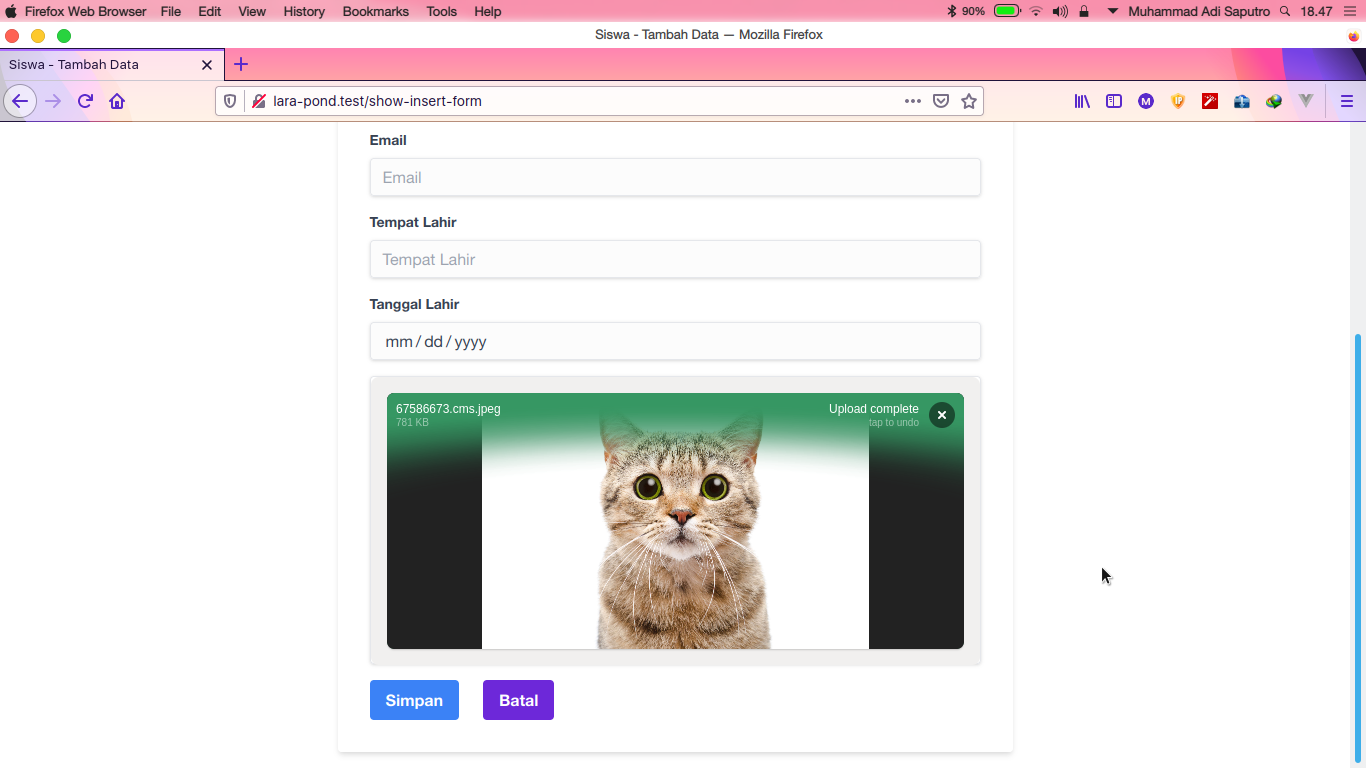 Firefox Web Browser File Edit View History Bookmarks Tools Help 90% Muhammad Adi Saputro 18.47
Siswa - Tambah Data — Mozilla Firefox
Siswa - Tambah Data
lara-pond.test/show-insert-form
Email
Email
Tempat Lahir
Tempat Lahir
Tanggal Lahir
mm / dd / yyyy
67586673.cms.jpeg Upload complete
781 KB tap to undo
Simpan Batal